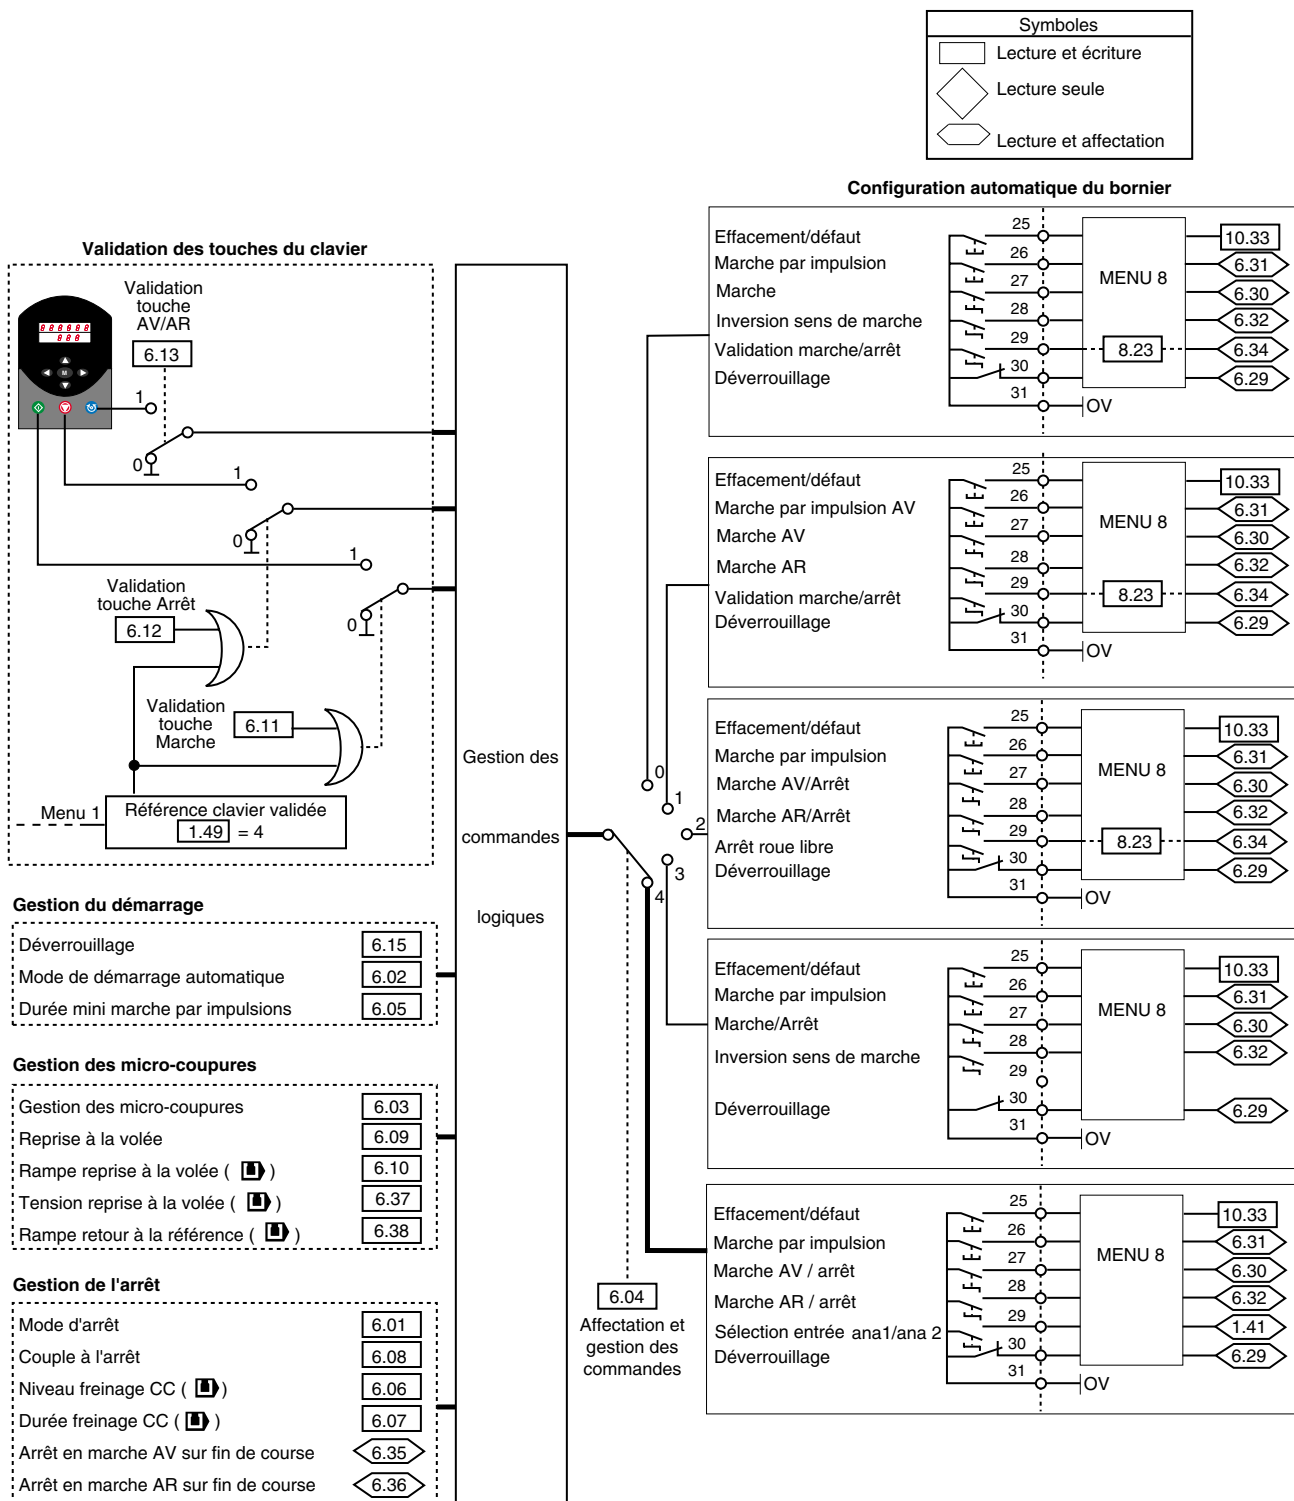 Symboles
Lecture et écriture
Lecture seule
Lecture et affectation
Validation des touches du clavier
Validation
touche
AV/AR
6.13
M
1
0
1
0
1
0
Validation
touche Arrêt
6.12
Validation
touche
Marche
6.11
Menu 1
Référence clavier validée
1.49 = 4
Gestion du démarrage
Déverrouillage 6.15
Mode de démarrage automatique 6.02
Durée mini marche par impulsions 6.05
Gestion des micro-coupures
Gestion des micro-coupures 6.03
Reprise à la volée 6.09
Rampe reprise à la volée ( ) 6.10
Tension reprise à la volée ( ) 6.37
Rampe retour à la référence ( ) 6.38
Gestion de l'arrêt
Mode d'arrêt 6.01
Couple à l'arrêt 6.08
Niveau freinage CC ( ) 6.06
Durée freinage CC ( ) 6.07
Arrêt en marche AV sur fin de course 6.35
Arrêt en marche AR sur fin de course 6.36
Gestion des
commandes
logiques
0
1
2
3
4
6.04
Affectation et
gestion des
commandes
Configuration automatique du bornier
Effacement/défaut 25 10.33
Marche par impulsion 26 6.31
Marche 27 MENU 8 6.30
Inversion sens de marche 28 6.32
Validation marche/arrêt 29 8.23 6.34
Déverrouillage 30 6.29
31 OV
Effacement/défaut 25 10.33
Marche par impulsion AV 26 6.31
Marche AV 27 MENU 8 6.30
Marche AR 28 6.32
Validation marche/arrêt 29 8.23 6.34
Déverrouillage 30 6.29
31 OV
Effacement/défaut 25 10.33
Marche par impulsion 26 6.31
Marche AV/Arrêt 27 MENU 8 6.30
Marche AR/Arrêt 28 6.32
Arrêt roue libre 29 8.23 6.34
Déverrouillage 30 6.29
31 OV
Effacement/défaut 25 10.33
Marche par impulsion 26 6.31
Marche/Arrêt 27 MENU 8 6.30
Inversion sens de marche 28 6.32
29
Déverrouillage 30 6.29
31 OV
Effacement/défaut 25 10.33
Marche par impulsion 26 6.31
Marche AV / arrêt 27 MENU 8 6.30
Marche AR / arrêt 28 6.32
Sélection entrée ana1/ana 2 29 1.41
Déverrouillage 30 6.29
31 OV